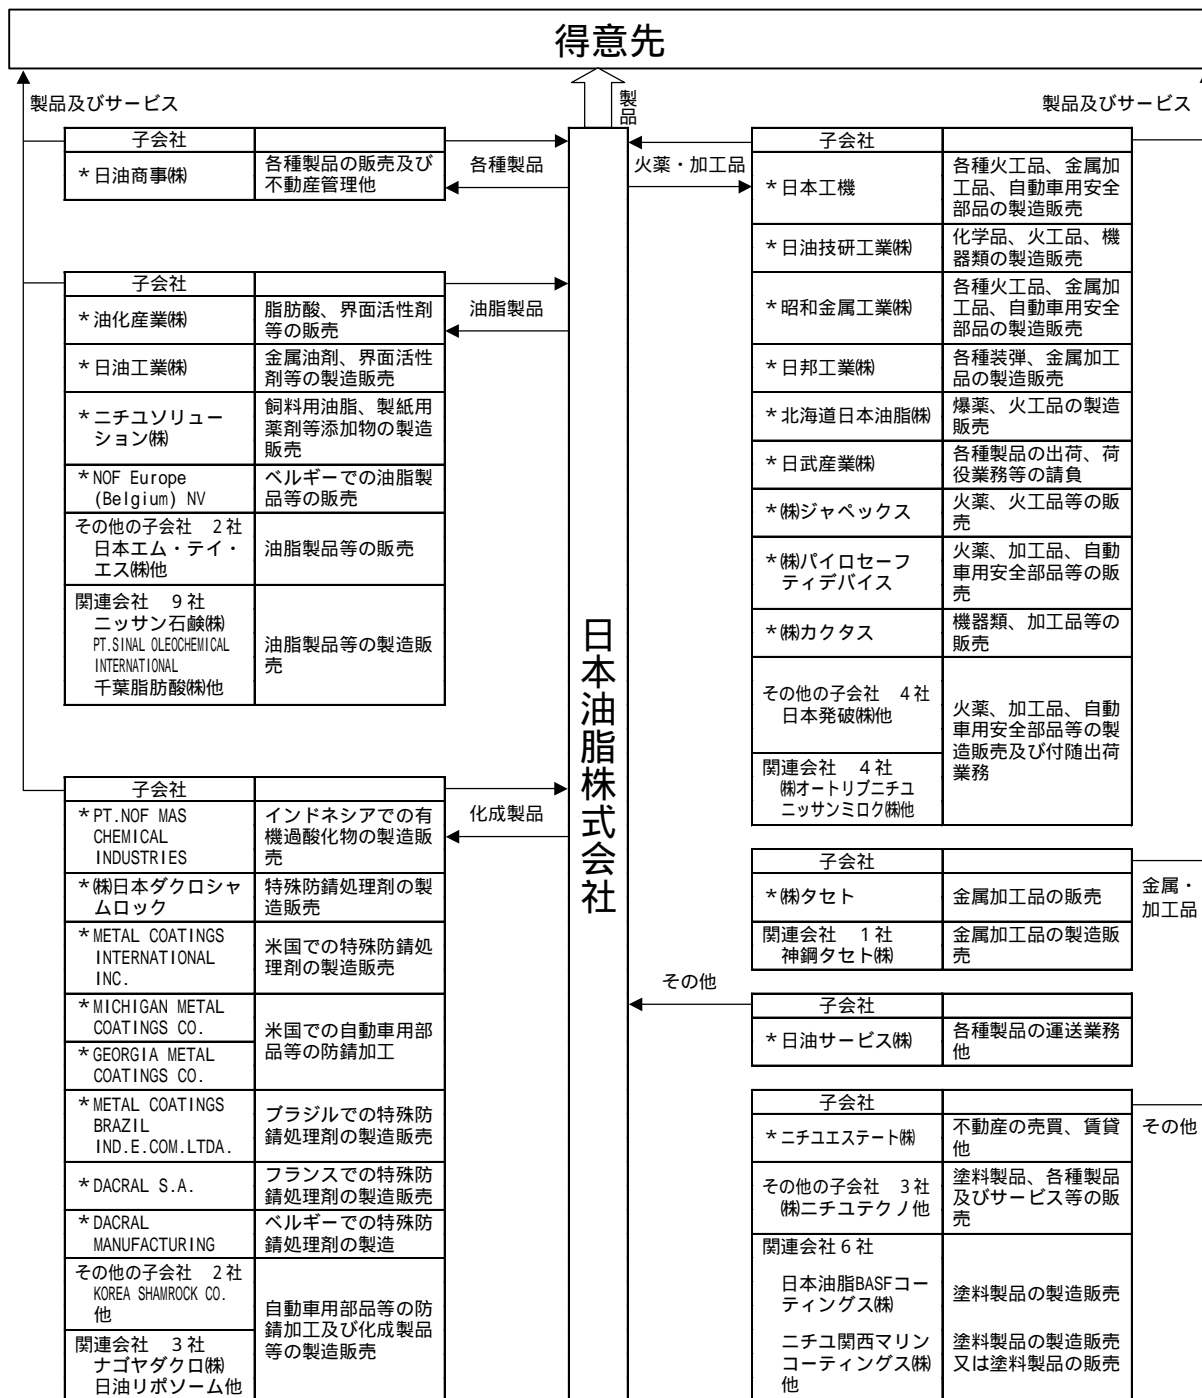 得意先
製品及びサービス
製品
製品及びサービス
子会社
*日油商事㈱
各種製品の販売及び
不動産管理他
各種製品
子会社
*油化産業㈱
脂肪酸、界面活性剤
等の販売
*日油工業㈱
金属油剤、界面活性
剤等の製造販売
*ニチユソリュー
ション㈱
飼料用油脂、製紙用
薬剤等添加物の製造
販売
*NOF Europe
(Belgium) NV
ベルギーでの油脂製
品等の販売
その他の子会社 2社
日本エム・テイ・
エス㈱他
油脂製品等の販売
関連会社 9社
ニッサン石鹸㈱
PT.SINAL OLEOCHEMICAL
INTERNATIONAL
千葉脂肪酸㈱他
油脂製品等の製造販
売
油脂製品
子会社
*PT.NOF MAS
CHEMICAL
INDUSTRIES
インドネシアでの有
機過酸化物の製造販
売
*㈱日本ダクロシャ
ムロック
特殊防錆処理剤の製
造販売
*METAL COATINGS
INTERNATIONAL
INC.
米国での特殊防錆処
理剤の製造販売
*MICHIGAN METAL
COATINGS CO.
*GEORGIA METAL
COATINGS CO.
米国での自動車用部
品等の防錆加工
*METAL COATINGS
BRAZIL
IND.E.COM.LTDA.
ブラジルでの特殊防
錆処理剤の製造販売
*DACRAL S.A.
フランスでの特殊防
錆処理剤の製造販売
*DACRAL
MANUFACTURING
ベルギーでの特殊防
錆処理剤の製造
その他の子会社 2社
KOREA SHAMROCK CO.
他
関連会社 3社
ナゴヤダクロ㈱
日油リポソーム他
自動車用部品等の防
錆加工及び化成製品
等の製造販売
化成製品
日本油脂株式会社
火薬・加工品
子会社
*日本工機
各種火工品、金属加
工品、自動車用安全
部品の製造販売
*日油技研工業㈱
化学品、火工品、機
器類の製造販売
*昭和金属工業㈱
各種火工品、金属加
工品、自動車用安全
部品の製造販売
*日邦工業㈱
各種装弾、金属加工
品の製造販売
*北海道日本油脂㈱
爆薬、火工品の製造
販売
*日武産業㈱
各種製品の出荷、荷
役業務等の請負
*㈱ジャペックス
火薬、火工品等の販
売
*㈱パイロセーフ
ティデバイス
火薬、加工品、自動
車用安全部品等の販
売
*㈱カクタス
機器類、加工品等の
販売
その他の子会社 4社
日本発破㈱他
関連会社 4社
㈱オートリブニチユ
ニッサンミロク㈱他
火薬、加工品、自動
車用安全部品等の製
造販売及び付随出荷
業務
子会社
*㈱タセト
金属加工品の販売
関連会社 1社
神鋼タセト㈱
金属加工品の製造販
売
金属・
加工品
その他
子会社
*日油サービス㈱
各種製品の運送業務
他
子会社
*ニチユエステート㈱
不動産の売買、賃貸
他
その他の子会社 3社
㈱ニチユテクノ他
塗料製品、各種製品
及びサービス等の販
売
関連会社6社
日本油脂BASFコー
ティングス㈱
塗料製品の製造販売
ニチユ関西マリン
コーティングス㈱
他
塗料製品の製造販売
又は塗料製品の販売
その他